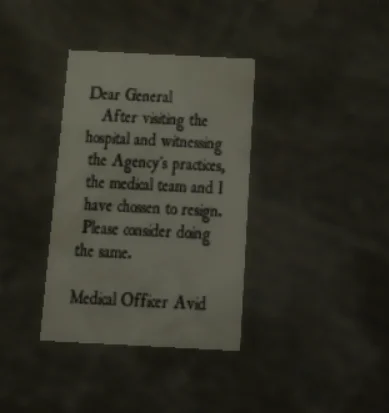 Dear General
After visiting the
hospital and witnessing
the Agency's practices,
the medical team and I
have chossen to resign.
Please consider doing
the same.
Medical Officer Avid